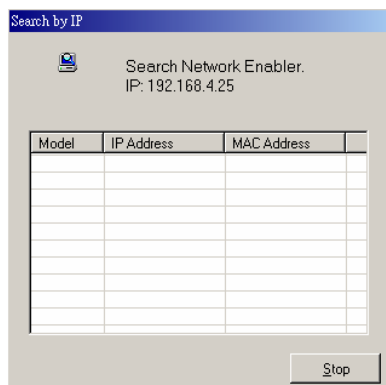 Search by IP
Search Network Enabler.
IP: 192.168.4.25
Model IP Address MAC Address
Stop